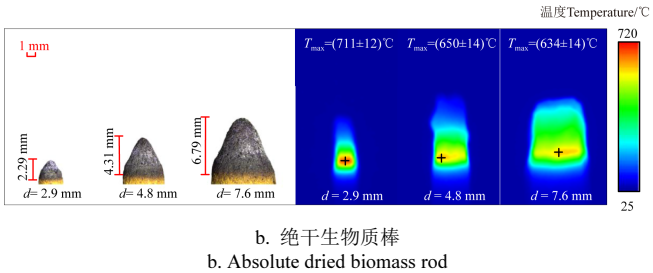 温度Temperature/℃
1 mm
2.29 mm
4.31 mm
6.79 mm
d= 2.9 mm
d= 4.8 mm
d= 7.6 mm
Tmax=(711±12)℃
Tmax=(650±14)℃
Tmax=(634±14)℃
d = 2.9 mm
d = 4.8 mm
d = 7.6 mm
720
25
b. 绝干生物质棒
b. Absolute dried biomass rod